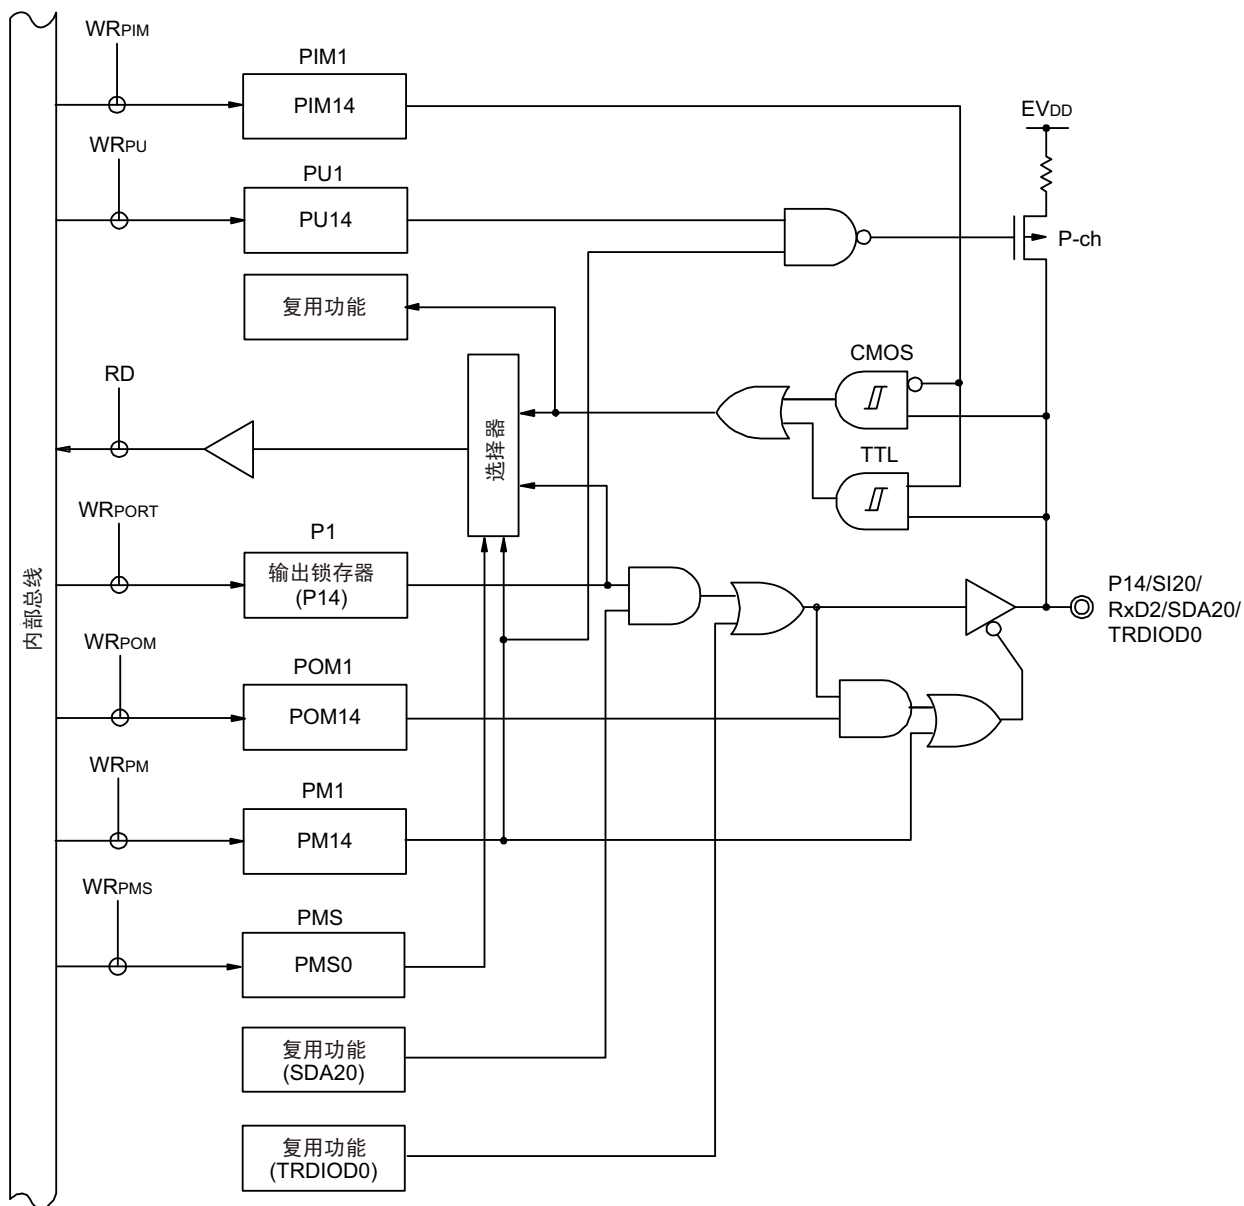 WRPIM
PIM1
PIM14
EVDD
WRPU
PU1
PU14
P-ch
复用功能
CMOS
RD
选择器
TTL
WRPORT
P1
输出锁存器
(P14)
内部总线
P14/SI20/
RxD2/SDA20/
TRDIOD0
WRPOM
POM1
POM14
WRPM
PM1
PM14
WRPMS
PMS
PMS0
复用功能
(SDA20)
复用功能
(TRDIOD0)